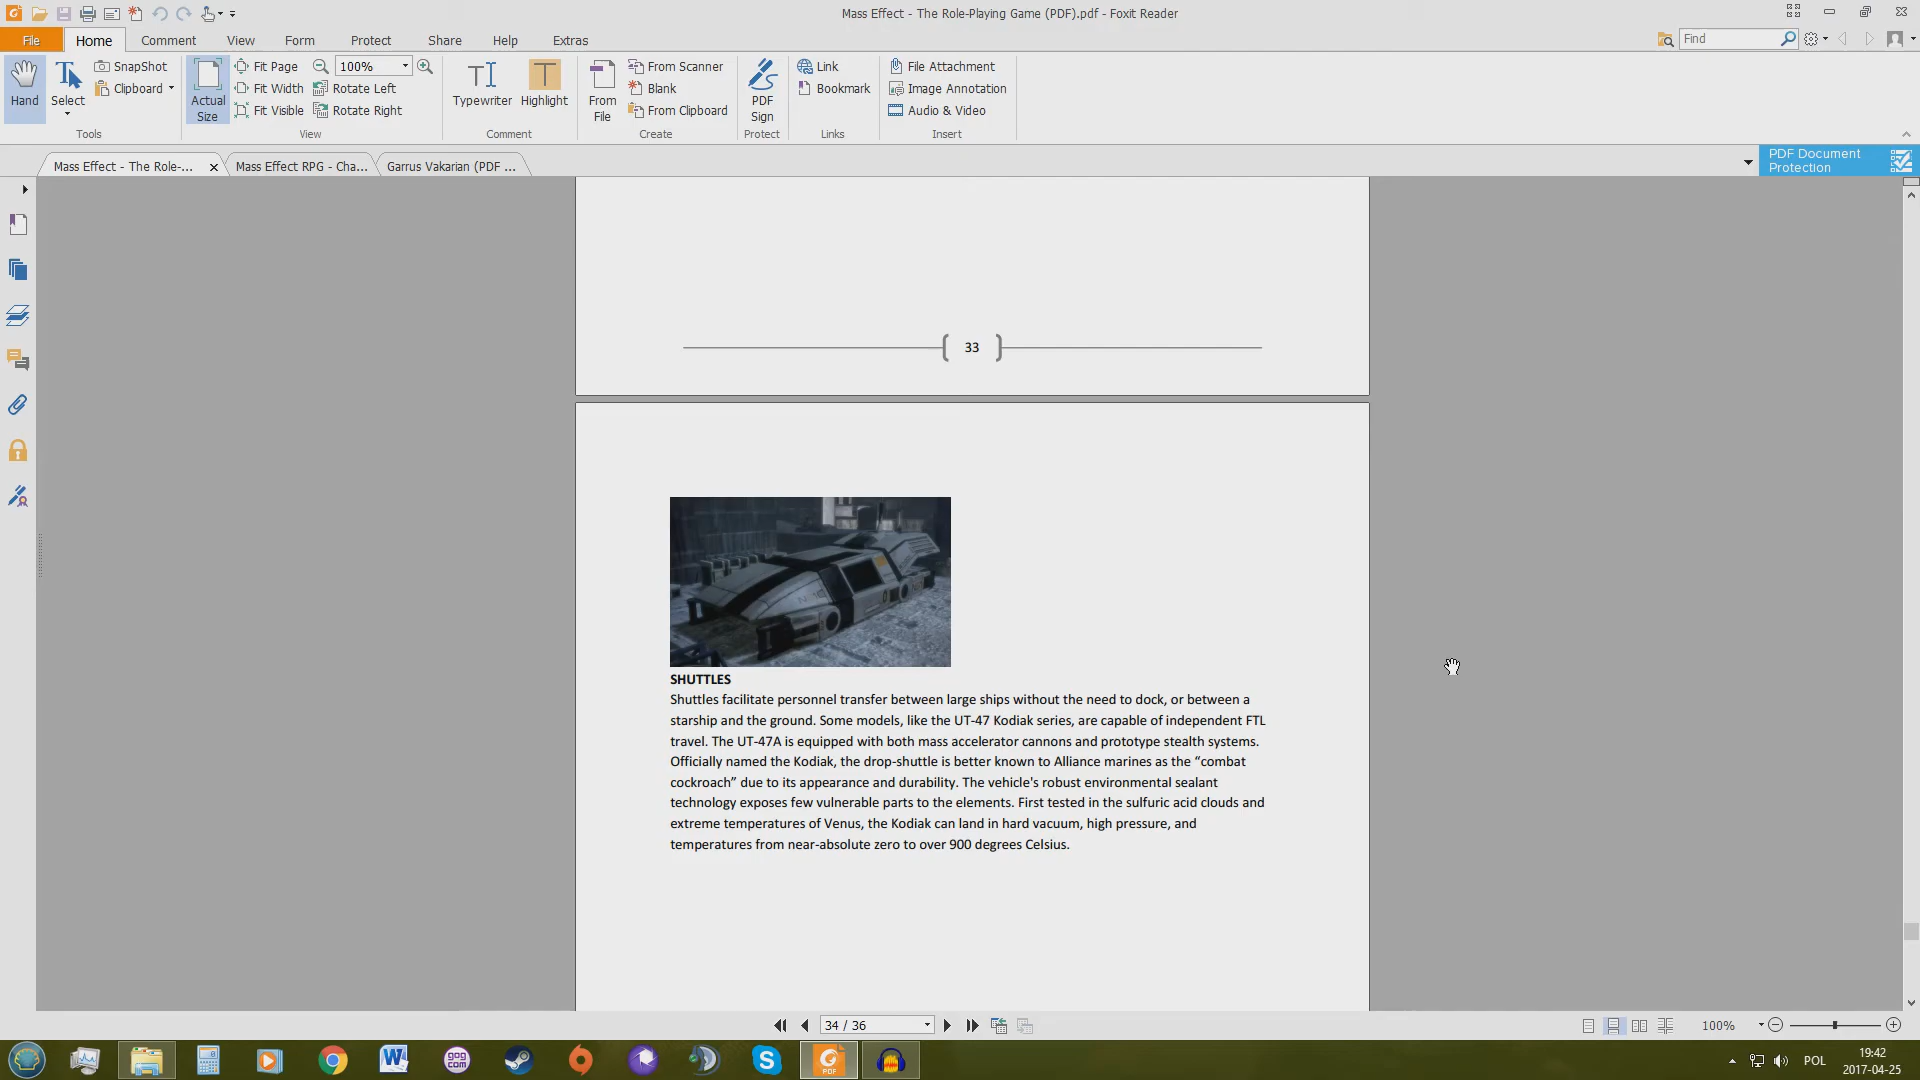 Mass Effect - The Role-Playing Game (PDF).pdf - Foxit Reader
File Home Comment View Form Protect Share Help Extras
Find
Hand
Select
SnapShot
Clipboard
Tools
Actual Size
Fit Page
Fit Width
Fit Visible
100%
Rotate Left
Rotate Right
View
Typewriter
Highlight
Comment
From File
From Scanner
Blank
From Clipboard
Create
PDF Sign
Protect
Link
Bookmark
Links
File Attachment
Image Annotation
Audio & Video
Insert
Mass Effect - The Role-... Mass Effect RPG - Cha... Garrus Vakarian (PDF ...
PDF Document
Protection
33
SHUTTLES
Shuttles facilitate personnel transfer between large ships without the need to dock, or between a
starship and the ground. Some models, like the UT-47 Kodiak series, are capable of independent FTL
travel. The UT-47A is equipped with both mass accelerator cannons and prototype stealth systems.
Officially named the Kodiak, the drop-shuttle is better known to Alliance marines as the “combat
cockroach” due to its appearance and durability. The vehicle's robust environmental sealant
technology exposes few vulnerable parts to the elements. First tested in the sulfuric acid clouds and
extreme temperatures of Venus, the Kodiak can land in hard vacuum, high pressure, and
temperatures from near-absolute zero to over 900 degrees Celsius.
34 / 36
100%
POL
19:42
2017-04-25